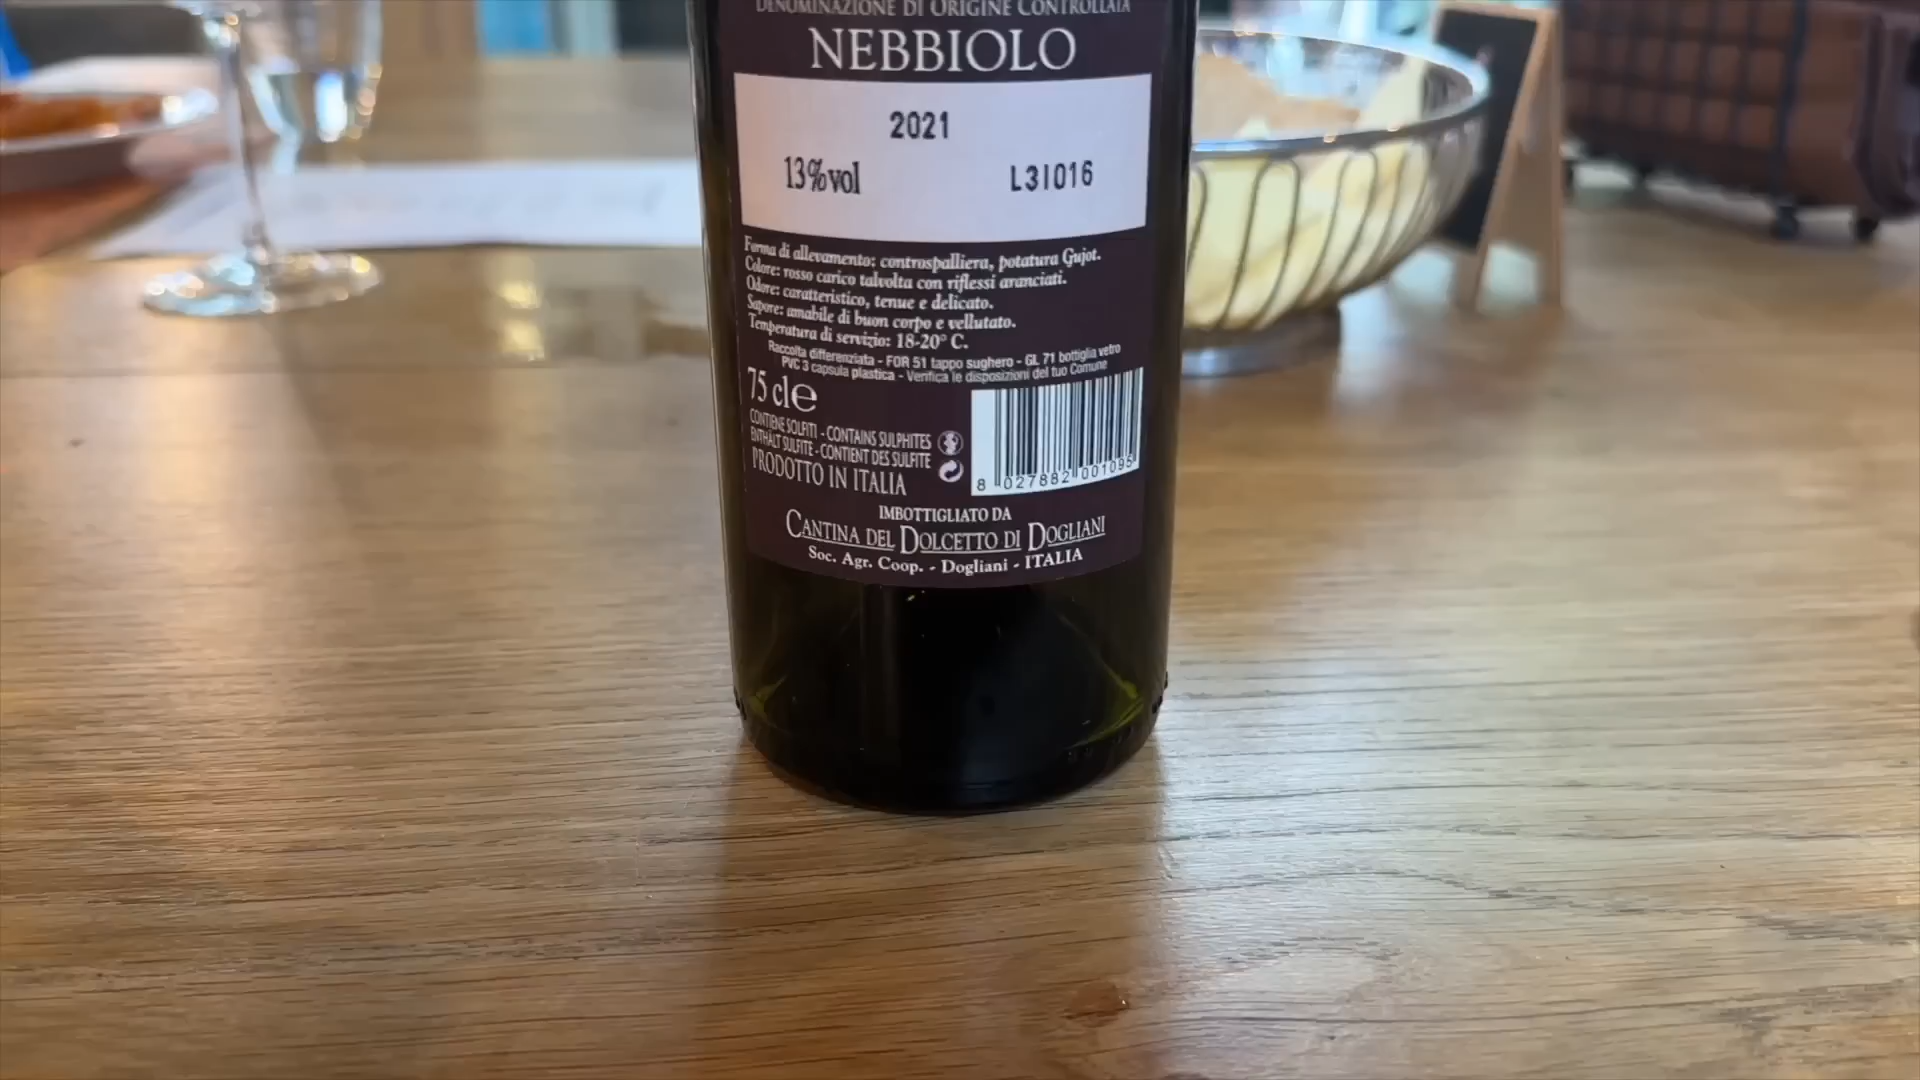 DENOMINAZIONE DI ORIGINE CONTROLLATA
NEBBIOLO
2021
13%vol L3I016
Forma di allevamento: controspalliera, potatura Gujot.
Colore: rosso carico talvolta con riflessi aranciati.
Odore: caratteristico, tenue e delicato.
Sapore: amabile di buon corpo e vellutato.
Temperatura di servizio: 18-20° C.
Raccolta differenziata - FOR 51 tappo sughero - GL 71 bottiglia vetro
PVC 3 capsula plastica - Verifica le disposizioni del tuo Comune
75 cl e
CONTIENE SOLFITI - CONTAINS SULPHITES
ENTHÄLT SULFITE - CONTIENT DES SULFITE
PRODOTTO IN ITALIA
8 027882 001095
IMBOTTIGLIATO DA
CANTINA DEL DOLCETTO DI DOGLIANI
Soc. Agr. Coop. - Dogliani - ITALIA